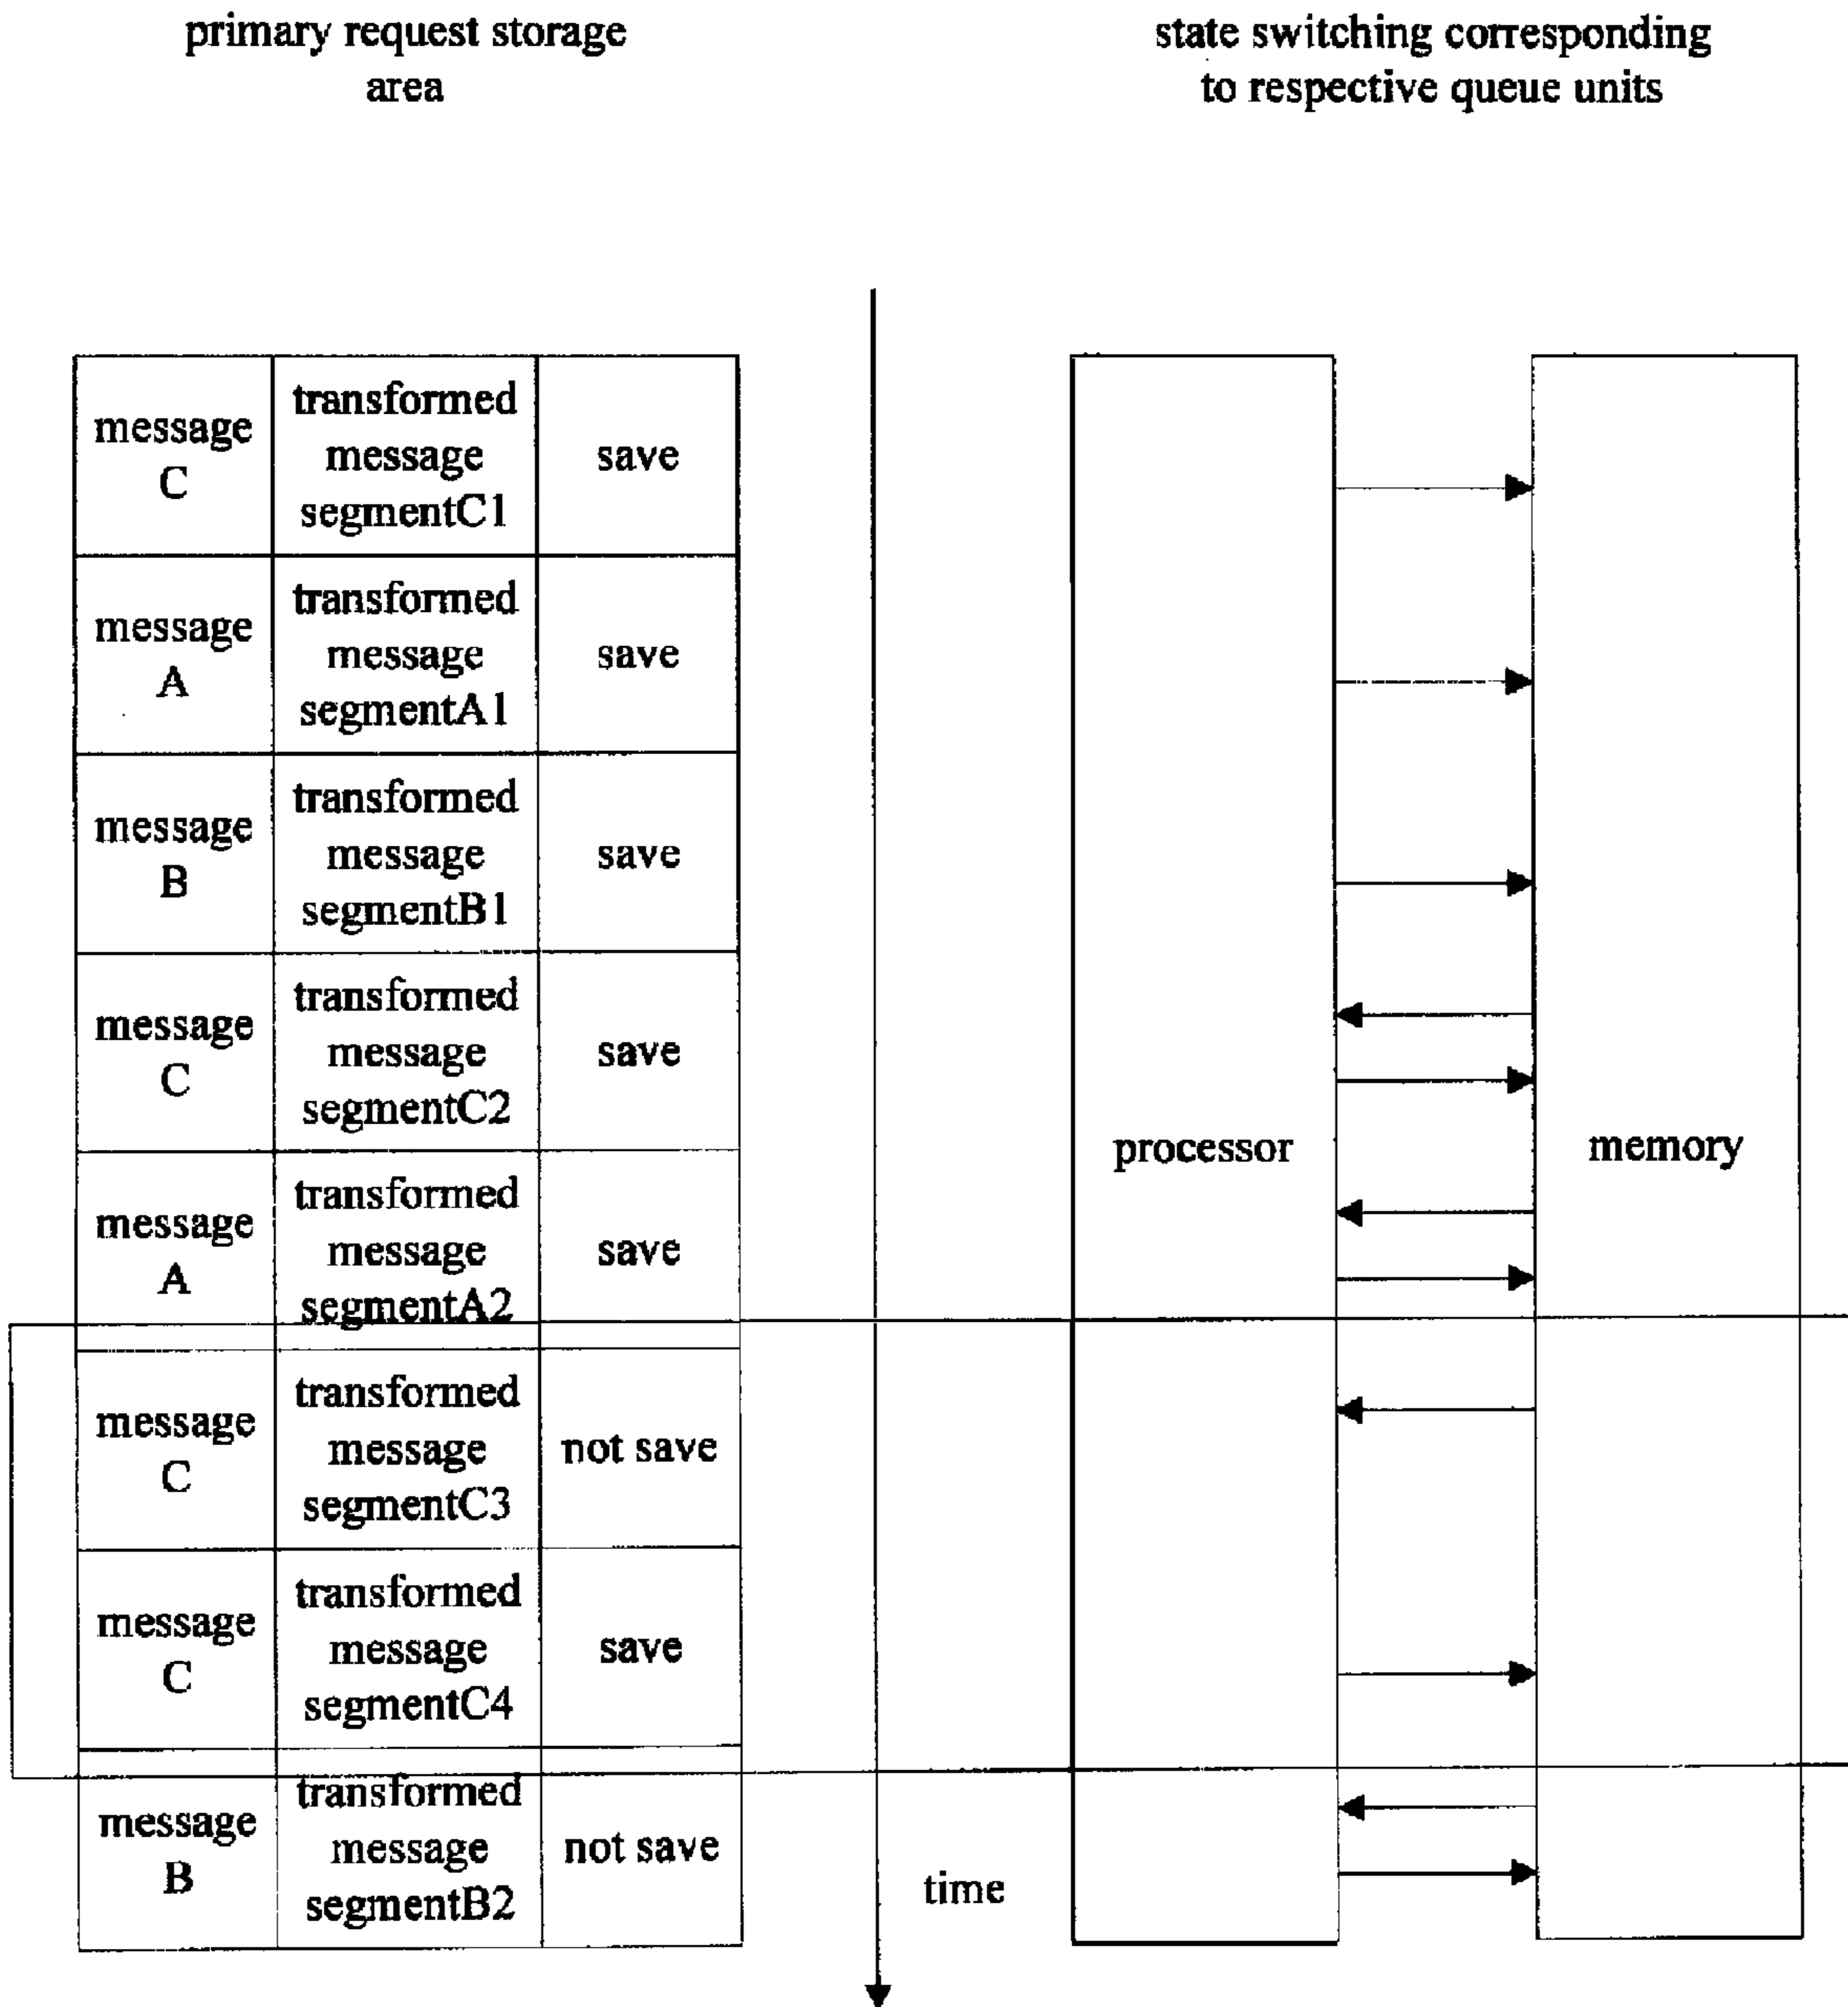 primary request storage
area
state switching corresponding
to respective queue units
message
C
transformed
message
segmentC1
save
message
A
transformed
message
segmentA1
save
message
B
transformed
message
segmentB1
save
message
C
transformed
message
segmentC2
save
message
A
transformed
message
segmentA2
save
message
C
transformed
message
segmentC3
not save
message
C
transformed
message
segmentC4
save
message
B
transformed
message
segmentB2
not save
time
processor
memory